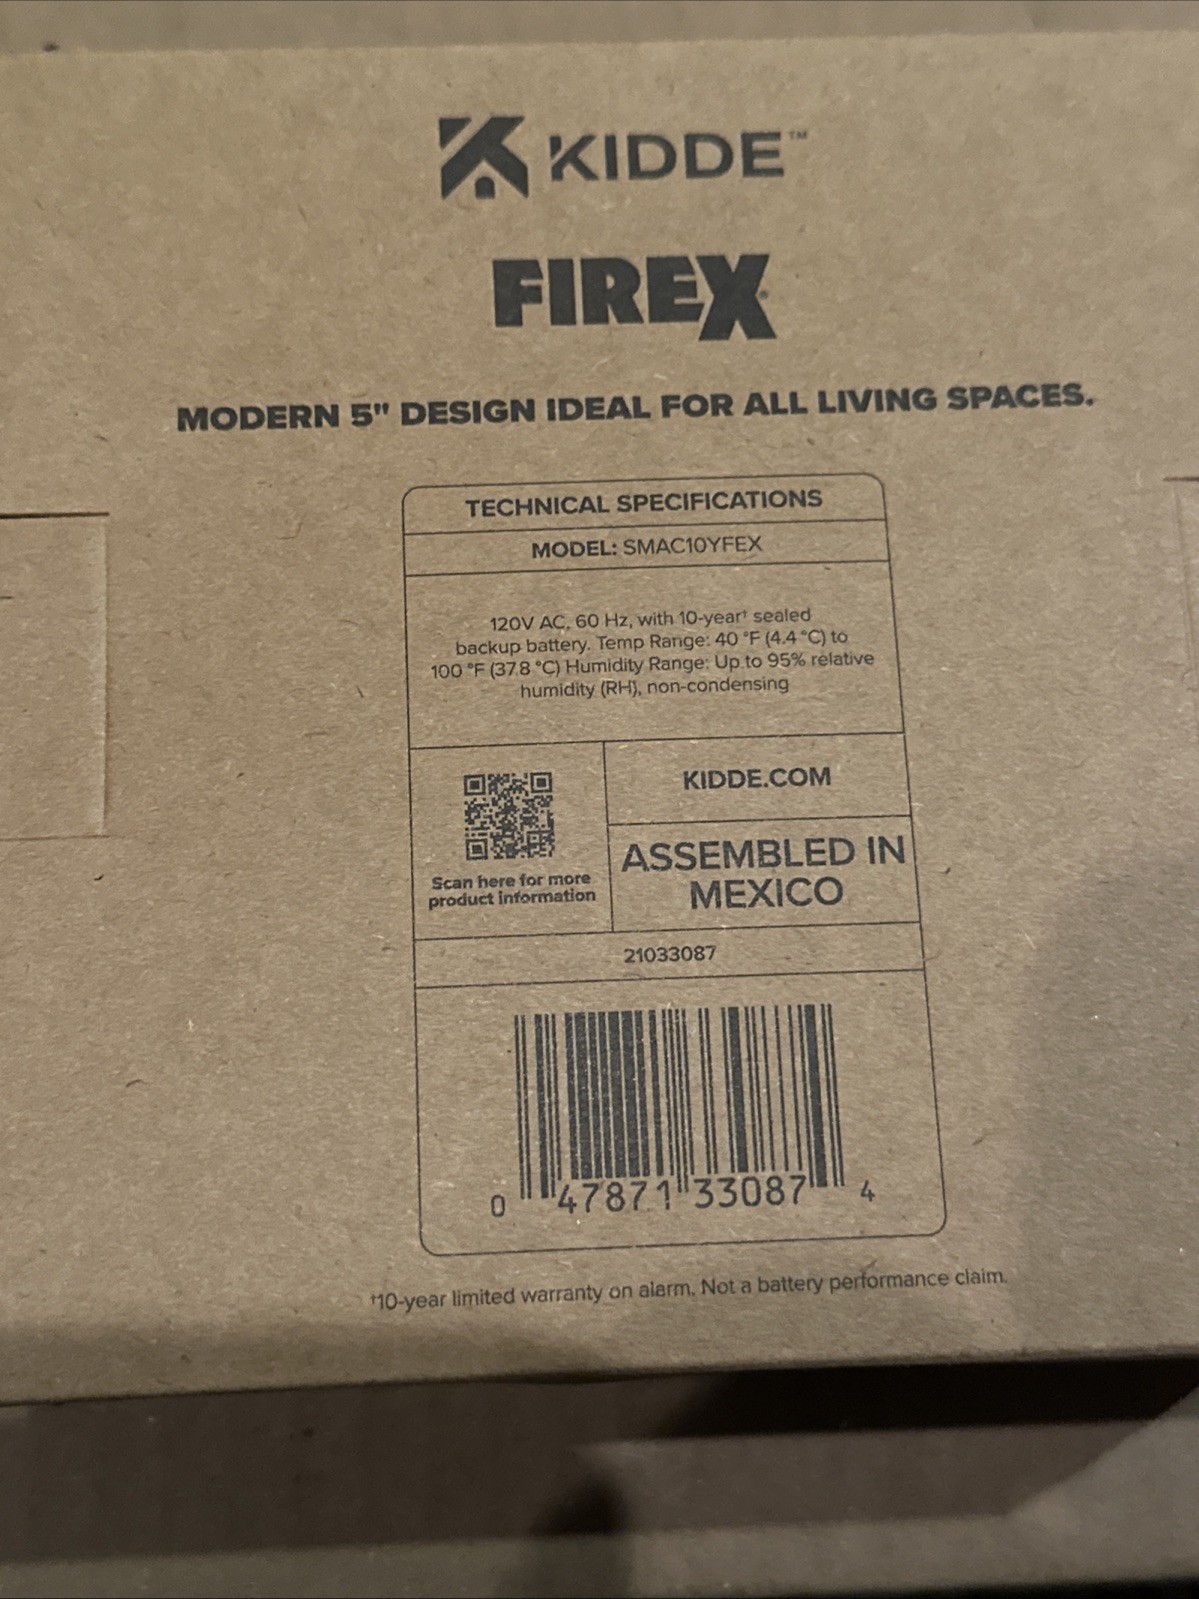 KIDDE™
FIREX®
MODERN 5" DESIGN IDEAL FOR ALL LIVING SPACES.
TECHNICAL SPECIFICATIONS
MODEL: SMAC10YFEX
120V AC, 60 Hz, with 10-year† sealed
backup battery. Temp Range: 40 °F (4.4 °C) to
100 °F (37.8 °C) Humidity Range: Up to 95% relative
humidity (RH), non-condensing
KIDDE.COM
ASSEMBLED IN
MEXICO
Scan here for more
product information
21033087
0 47871 33087 4
†10-year limited warranty on alarm. Not a battery performance claim.